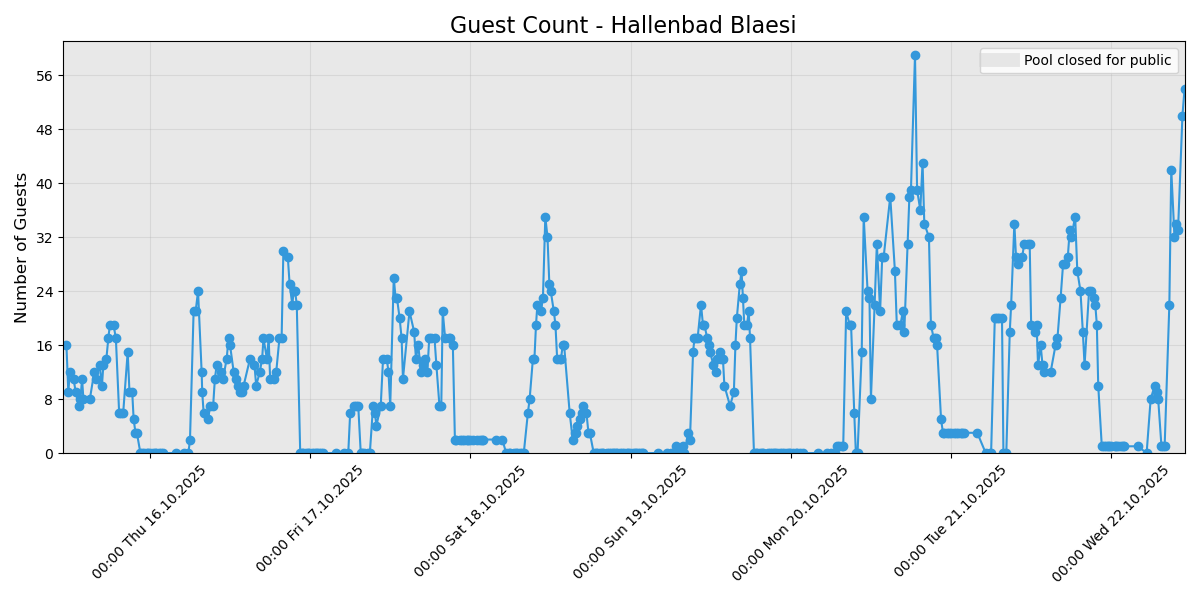 Guest Count - Hallenbad Blaesi
Pool closed for public
Number of Guests
56
48
40
32
24
16
8
0
00:00 Thu 16.10.2025
00:00 Fri 17.10.2025
00:00 Sat 18.10.2025
00:00 Sun 19.10.2025
00:00 Mon 20.10.2025
00:00 Tue 21.10.2025
00:00 Wed 22.10.2025